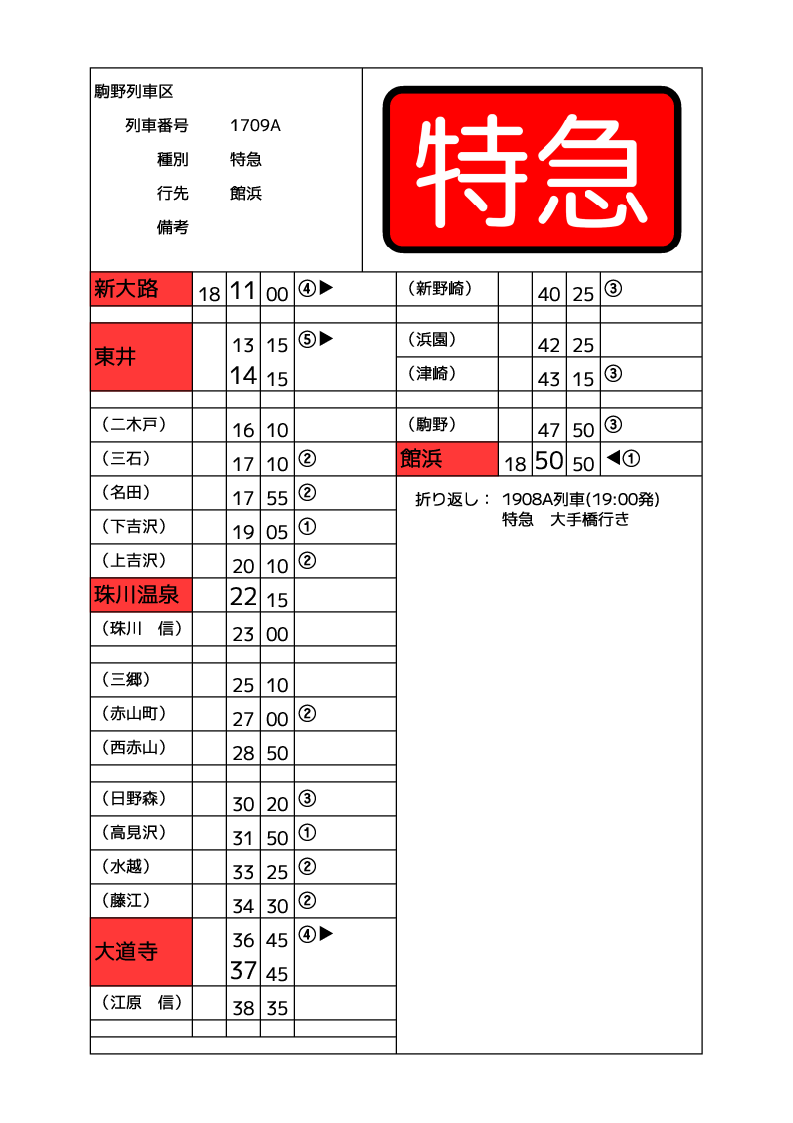 駒野列車区
列車番号 1709A
種別 特急
行先 館浜
備考
特急
新大路 18 11 00 ④▶
東井 13 15 ⑤▶
14 15
（二木戸） 16 10
（三石） 17 10 ②
（名田） 17 55 ②
（下吉沢） 19 05 ①
（上吉沢） 20 10 ②
珠川温泉 22 15
（珠川　信） 23 00
（三郷） 25 10
（赤山町） 27 00 ②
（西赤山） 28 50
（日野森） 30 20 ③
（高見沢） 31 50 ①
（水越） 33 25 ②
（藤江） 34 30 ②
大道寺 36 45 ④▶
37 45
（江原　信） 38 35
（新野崎） 40 25 ③
（浜園） 42 25
（津崎） 43 15 ③
（駒野） 47 50 ③
館浜 18 50 50 ◀①
折り返し： 1908A列車(19:00発)
特急　大手橋行き